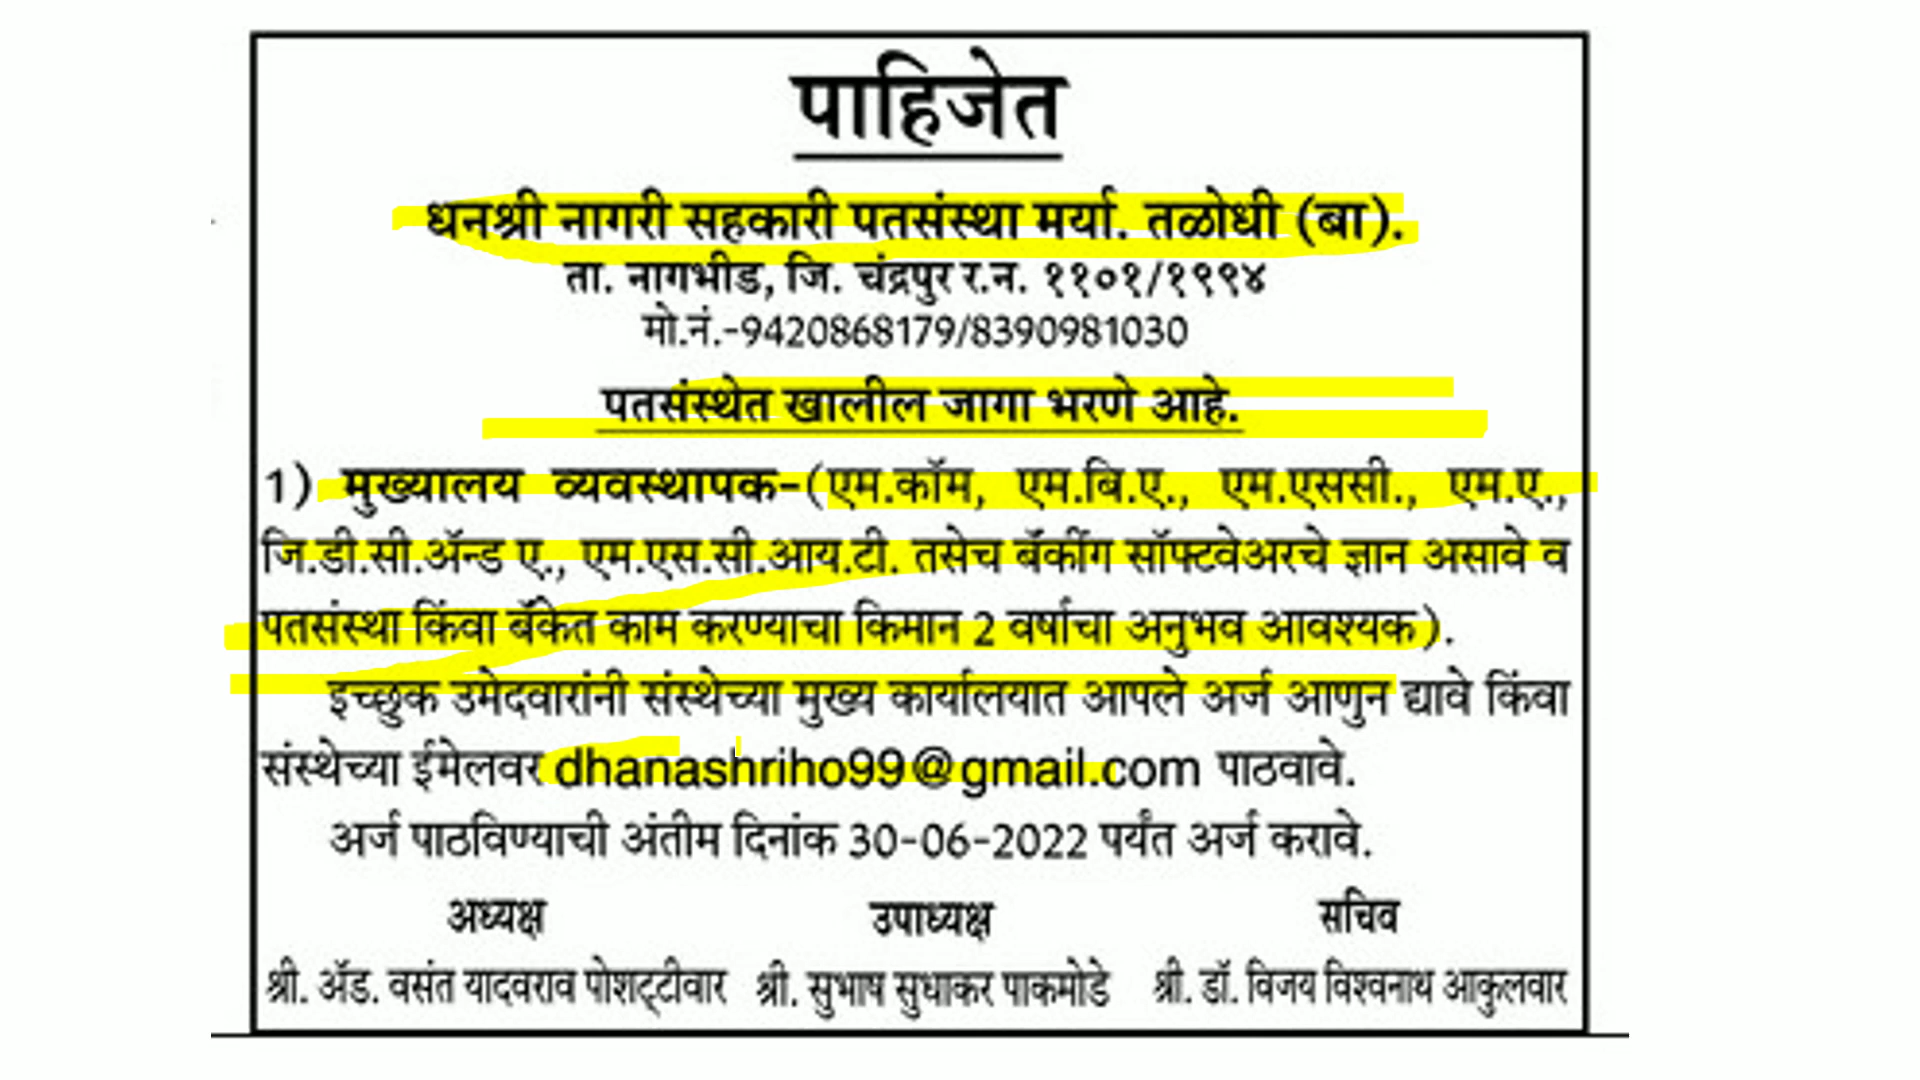 पाहिजेत
धनश्री नागरी सहकारी पतसंस्था मर्या. तळोधी (बा).
ता. नागभीड, जि. चंद्रपुर र.न. ११०१/१९९४
मो.नं.-9420868179/8390981030
पतसंस्थेत खालील जागा भरणे आहे.
1) मुख्यालय व्यवस्थापक-(एम.कॉम, एम.बि.ए., एम.एससी., एम.ए.,
जि.डी.सी.ॲन्ड ए., एम.एस.सी.आय.टी. तसेच बॅकींग सॉफ्टवेअरचे ज्ञान असावे व
पतसंस्था किंवा बॅकेत काम करण्याचा किमान 2 वर्षाचा अनुभव आवश्यक).
इच्छुक उमेदवारांनी संस्थेच्या मुख्य कार्यालयात आपले अर्ज आणुन द्यावे किंवा
संस्थेच्या ईमेलवर dhanashriho99@gmail.com पाठवावे.
अर्ज पाठविण्याची अंतीम दिनांक 30-06-2022 पर्यंत अर्ज करावे.
अध्यक्ष उपाध्यक्ष सचिव
श्री. ॲड. वसंत यादवराव पोशट्टीवार श्री. सुभाष सुधाकर पाकमोडे श्री. डॉ. विजय विश्वनाथ आकुलवार